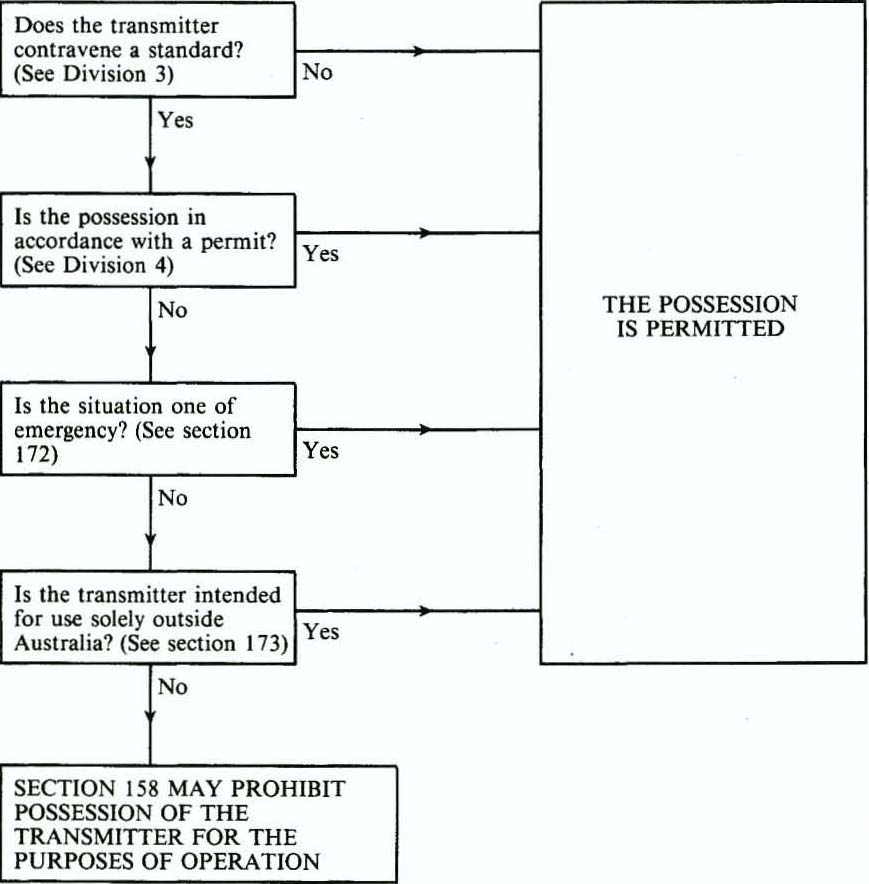 Does the transmitter
contravene a standard?
(See Division 3)
No
Yes
Is the possession in
accordance with a permit?
(See Division 4)
Yes
No
THE POSSESSION
IS PERMITTED
Is the situation one of
emergency? (See section
172)
Yes
No
Is the transmitter intended
for use solely outside
Australia? (See section 173)
Yes
No
SECTION 158 MAY PROHIBIT
POSSESSION OF THE
TRANSMITTER FOR THE
PURPOSES OF OPERATION